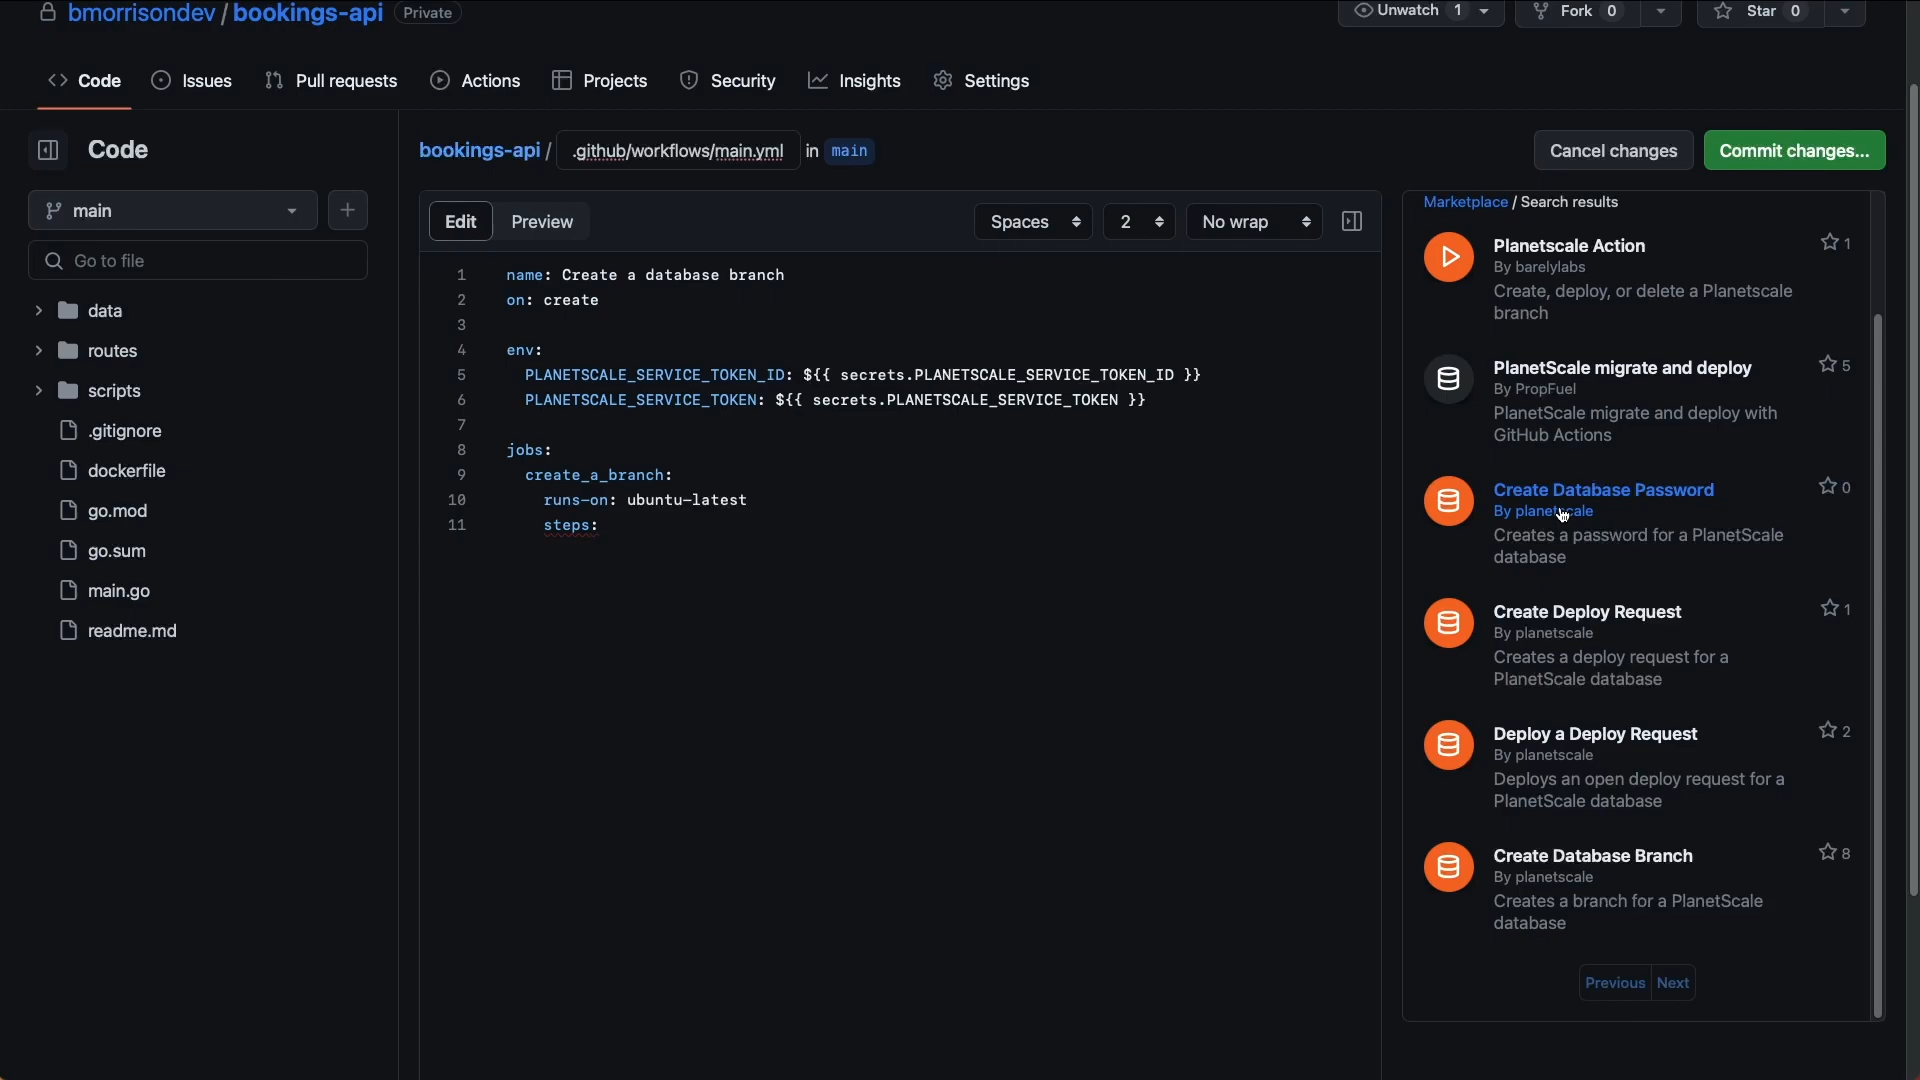 bmorrisondev / bookings-api Private
Unwatch 1 Fork 0 Star 0
Code Issues Pull requests Actions Projects Security Insights Settings
Code
main
Go to file
data
routes
scripts
.gitignore
dockerfile
go.mod
go.sum
main.go
readme.md
bookings-api / .github/workflows/main.yml in main
Cancel changes Commit changes...
Edit Preview Spaces 2 No wrap
1 name: Create a database branch
2 on: create
3
4 env:
5 PLANETSCALE_SERVICE_TOKEN_ID: ${{ secrets.PLANETSCALE_SERVICE_TOKEN_ID }}
6 PLANETSCALE_SERVICE_TOKEN: ${{ secrets.PLANETSCALE_SERVICE_TOKEN }}
7
8 jobs:
9 create_a_branch:
10 runs-on: ubuntu-latest
11 steps:
Marketplace / Search results
Planetscale Action 1
By barelylabs
Create, deploy, or delete a Planetscale
branch
PlanetScale migrate and deploy 5
By PropFuel
PlanetScale migrate and deploy with
GitHub Actions
Create Database Password 0
By planetscale
Creates a password for a PlanetScale
database
Create Deploy Request 1
By planetscale
Creates a deploy request for a
PlanetScale database
Deploy a Deploy Request 2
By planetscale
Deploys an open deploy request for a
PlanetScale database
Create Database Branch 8
By planetscale
Creates a branch for a PlanetScale
database
Previous Next